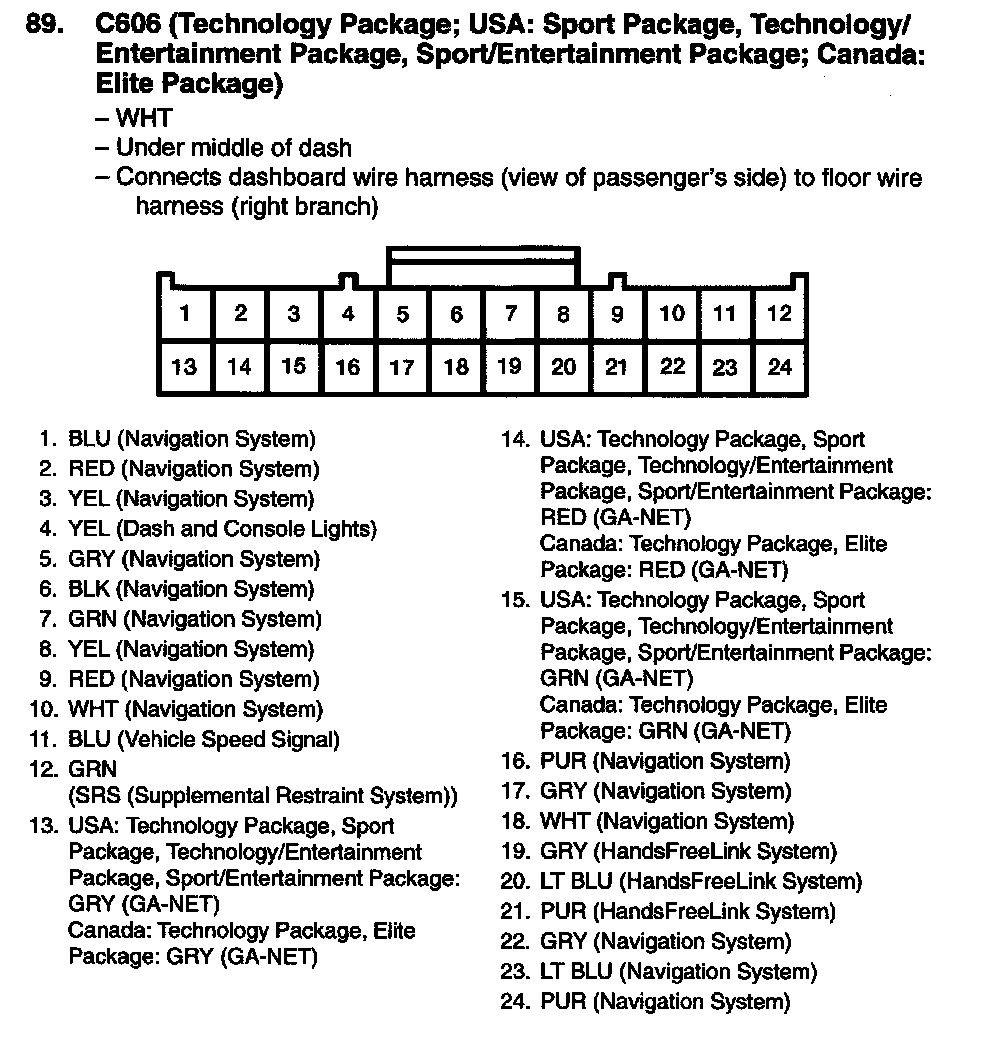 89. C606 (Technology Package; USA: Sport Package, Technology/
Entertainment Package, Sport/Entertainment Package; Canada:
Elite Package)
– WHT
– Under middle of dash
– Connects dashboard wire harness (view of passenger's side) to floor wire
harness (right branch)
1 2 3 4 5 6 7 8 9 10 11 12
13 14 15 16 17 18 19 20 21 22 23 24
1. BLU (Navigation System)
2. RED (Navigation System)
3. YEL (Navigation System)
4. YEL (Dash and Console Lights)
5. GRY (Navigation System)
6. BLK (Navigation System)
7. GRN (Navigation System)
8. YEL (Navigation System)
9. RED (Navigation System)
10. WHT (Navigation System)
11. BLU (Vehicle Speed Signal)
12. GRN
(SRS (Supplemental Restraint System))
13. USA: Technology Package, Sport
Package, Technology/Entertainment
Package, Sport/Entertainment Package:
GRY (GA-NET)
Canada: Technology Package, Elite
Package: GRY (GA-NET)
14. USA: Technology Package, Sport
Package, Technology/Entertainment
Package, Sport/Entertainment Package:
RED (GA-NET)
Canada: Technology Package, Elite
Package: RED (GA-NET)
15. USA: Technology Package, Sport
Package, Technology/Entertainment
Package, Sport/Entertainment Package:
GRN (GA-NET)
Canada: Technology Package, Elite
Package: GRN (GA-NET)
16. PUR (Navigation System)
17. GRY (Navigation System)
18. WHT (Navigation System)
19. GRY (HandsFreeLink System)
20. LT BLU (HandsFreeLink System)
21. PUR (HandsFreeLink System)
22. GRY (Navigation System)
23. LT BLU (Navigation System)
24. PUR (Navigation System)